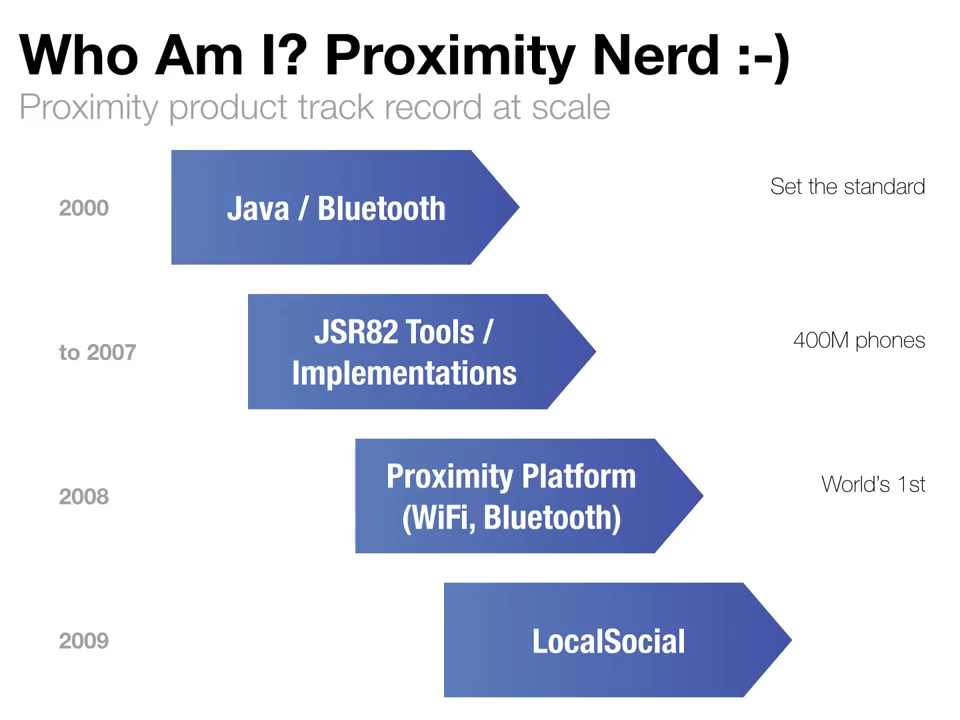 Who Am I? Proximity Nerd :-)
Proximity product track record at scale
2000
Java / Bluetooth
Set the standard
to 2007
JSR82 Tools /
Implementations
400M phones
2008
Proximity Platform
(WiFi, Bluetooth)
World's 1st
2009
LocalSocial